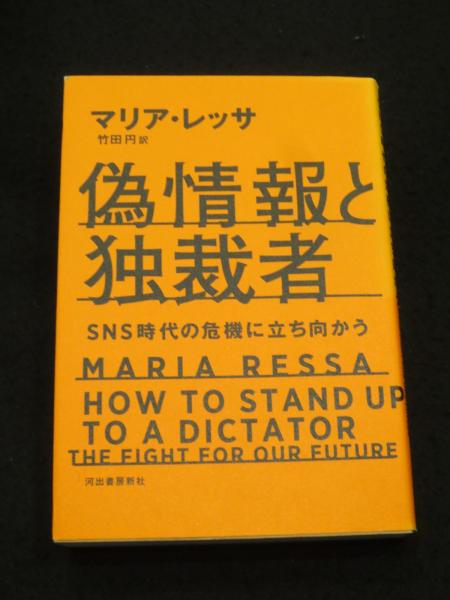 マリア・レッサ
竹田円 訳
偽情報と
独裁者
SNS時代の危機に立ち向かう
MARIA RESSA
HOW TO STAND UP
TO A DICTATOR
THE FIGHT FOR OUR FUTURE
河出書房新社